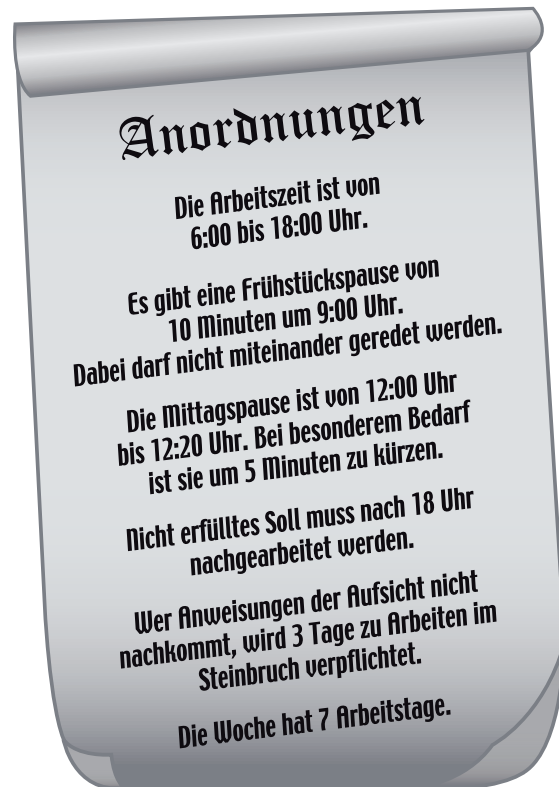 Anordnungen
Die Arbeitszeit ist von
6:00 bis 18:00 Uhr.
Es gibt eine Frühstückspause von
10 Minuten um 9:00 Uhr.
Dabei darf nicht miteinander geredet werden.
Die Mittagspause ist von 12:00 Uhr
bis 12:20 Uhr. Bei besonderem Bedarf
ist sie um 5 Minuten zu kürzen.
Nicht erfülltes Soll muss nach 18 Uhr
nachgearbeitet werden.
Wer Anweisungen der Aufsicht nicht
nachkommt, wird 3 Tage zu Arbeiten im
Steinbruch verpflichtet.
Die Woche hat 7 Arbeitstage.